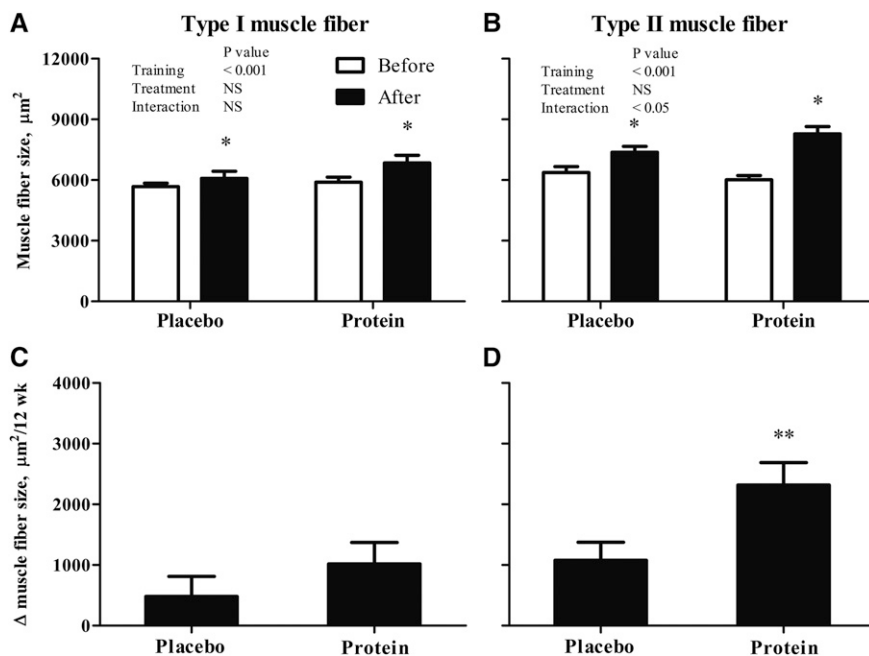 A
Type I muscle fiber
P value
Training < 0.001
Treatment NS
Interaction NS
Before
After
12000
9000
6000
3000
0
Muscle fiber size, μm²
*
*
Placebo
Protein
B
Type II muscle fiber
P value
Training < 0.001
Treatment NS
Interaction < 0.05
*
*
Placebo
Protein
C
4000
3000
2000
1000
0
Δ muscle fiber size, μm²/12 wk
Placebo
Protein
D
**
Placebo
Protein